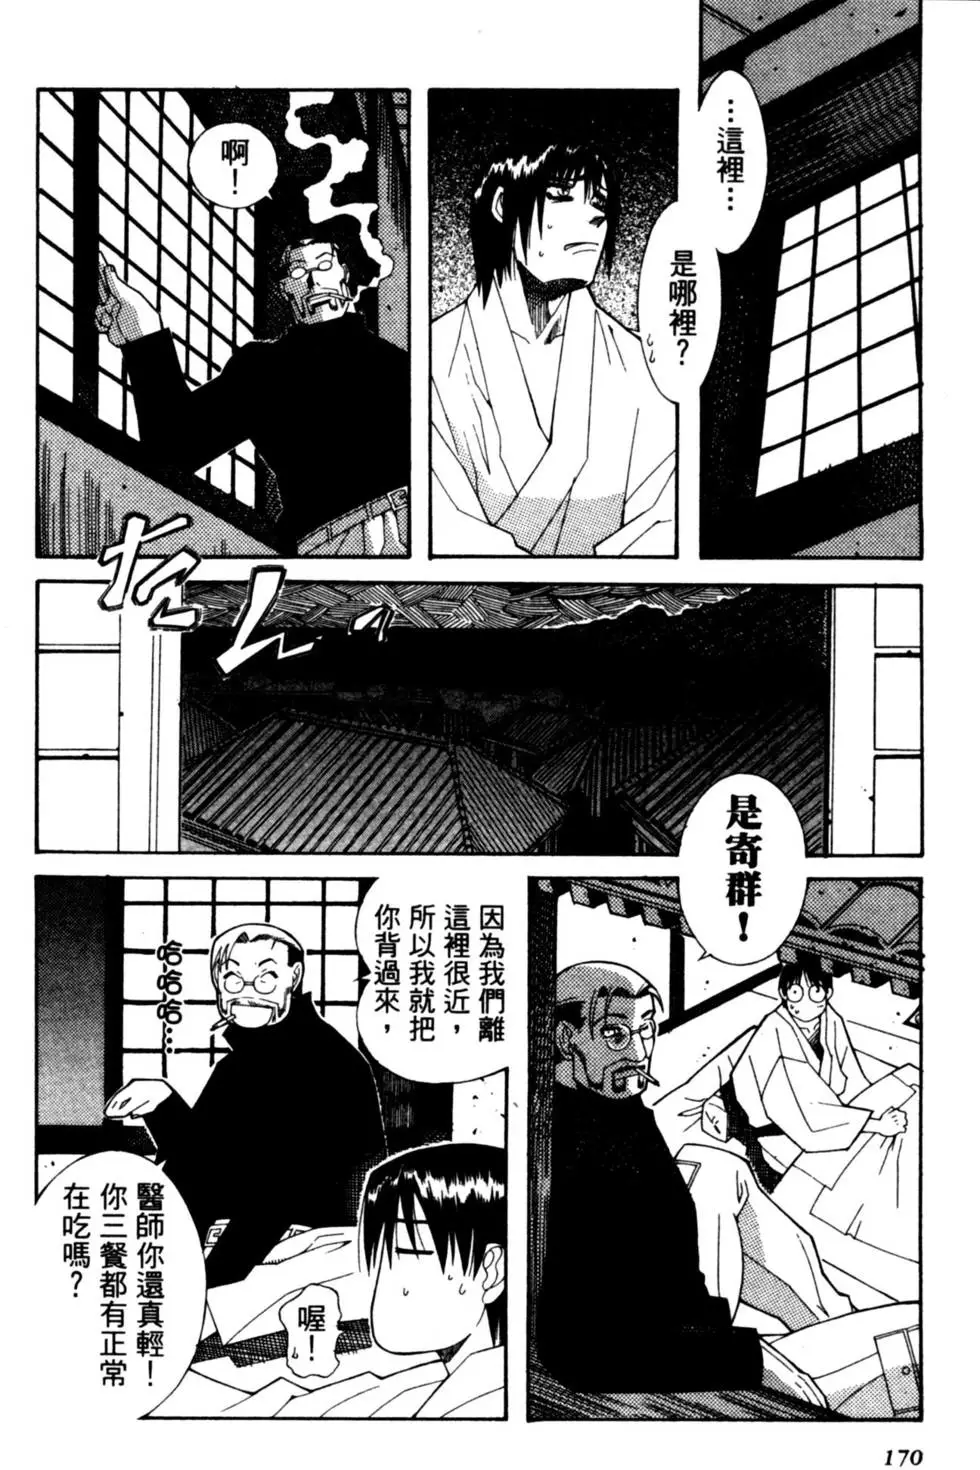 …這裡…
是哪裡?
啊!
たん
是寄群!
因為我們離
這裡很近,
所以我就把
你背過來,
哈哈哈哈…
醫師你還真輕!
你三餐都有正常
在吃嗎?
喔!
170